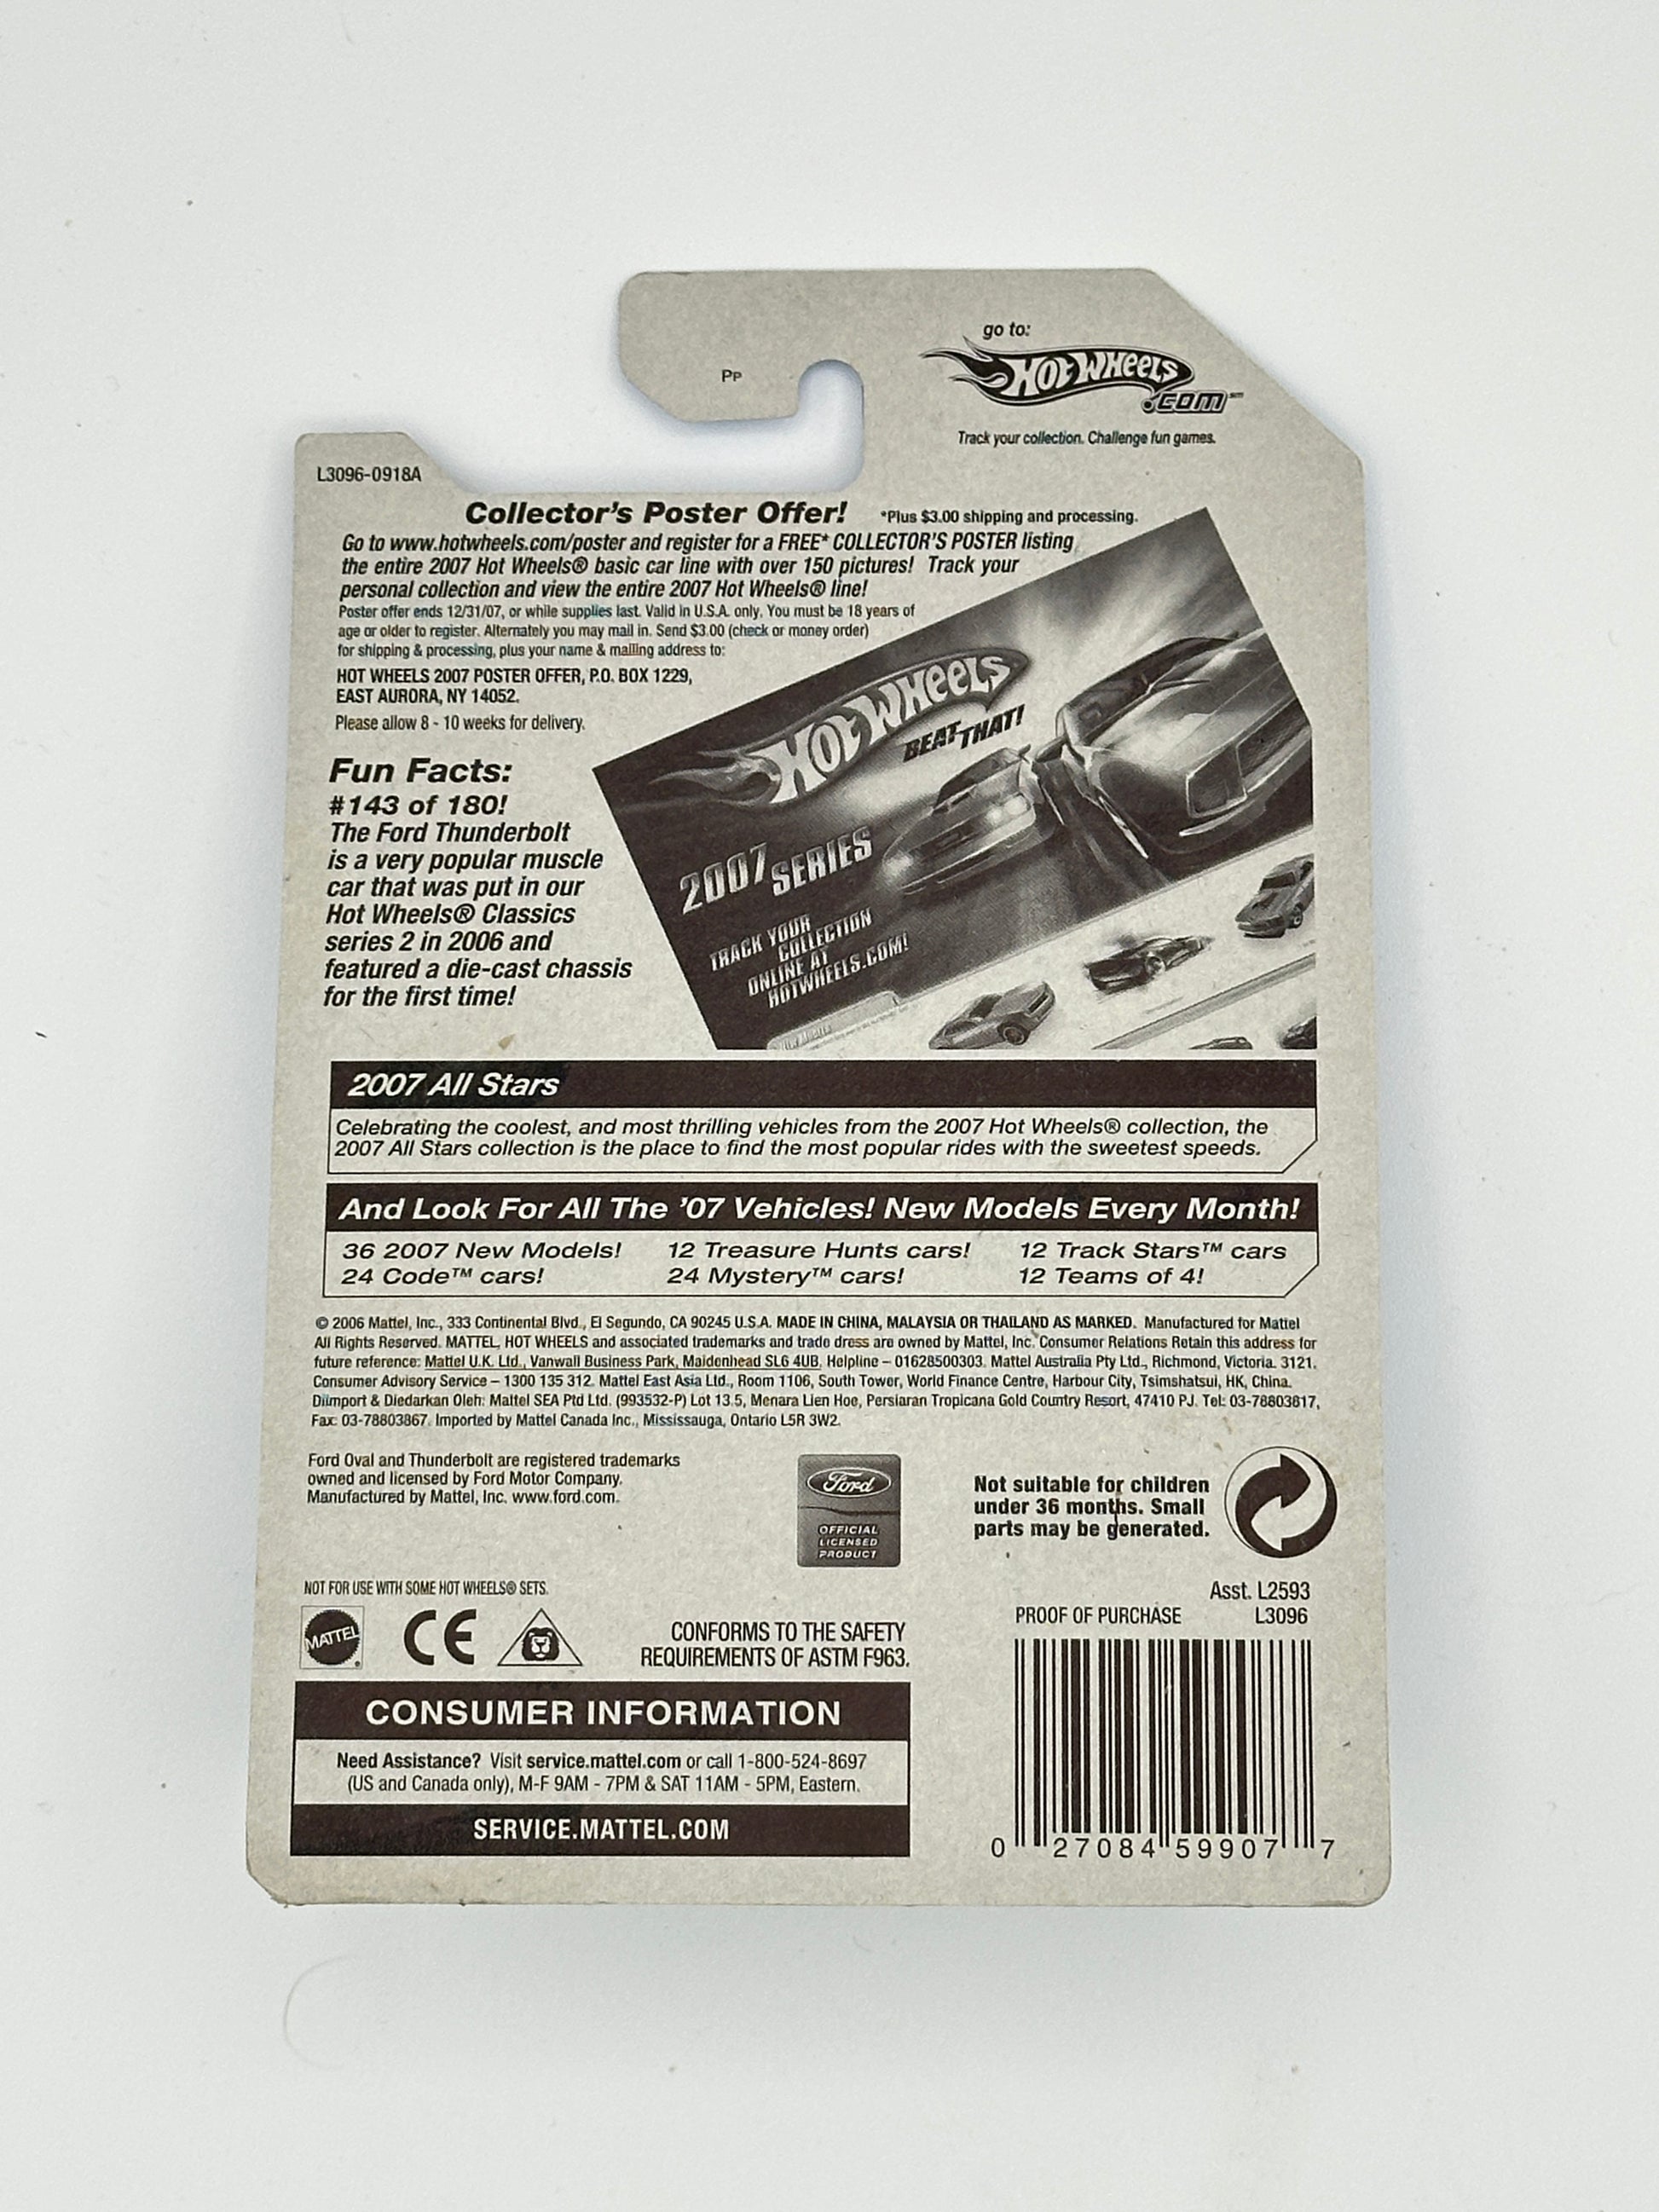 go to:
Hot Wheels
.com℠
Pp
Track your collection. Challenge fun games.
L3096-0918A
Collector's Poster Offer! *Plus $3.00 shipping and processing.
Go to www.hotwheels.com/poster and register for a FREE* COLLECTOR'S POSTER listing
the entire 2007 Hot Wheels® basic car line with over 150 pictures! Track your
personal collection and view the entire 2007 Hot Wheels® line!
Poster offer ends 12/31/07, or while supplies last. Valid in U.S.A. only. You must be 18 years of
age or older to register. Alternately you may mail in. Send $3.00 (check or money order)
for shipping & processing, plus your name & mailing address to:
HOT WHEELS 2007 POSTER OFFER, P.O. BOX 1229,
EAST AURORA, NY 14052.
Please allow 8 - 10 weeks for delivery.
Hot Wheels
BEAT THAT!
2007 SERIES
TRACK YOUR
COLLECTION
ONLINE AT
HOTWHEELS.COM!
Fun Facts:
#143 of 180!
The Ford Thunderbolt
is a very popular muscle
car that was put in our
Hot Wheels® Classics
series 2 in 2006 and
featured a die-cast chassis
for the first time!
2007 All Stars
Celebrating the coolest, and most thrilling vehicles from the 2007 Hot Wheels® collection, the
2007 All Stars collection is the place to find the most popular rides with the sweetest speeds.
And Look For All The '07 Vehicles! New Models Every Month!
36 2007 New Models! 12 Treasure Hunts cars! 12 Track Stars™ cars
24 Code™ cars! 24 Mystery™ cars! 12 Teams of 4!
© 2006 Mattel, Inc., 333 Continental Blvd., El Segundo, CA 90245 U.S.A. MADE IN CHINA, MALAYSIA OR THAILAND AS MARKED. Manufactured for Mattel
All Rights Reserved. MATTEL, HOT WHEELS and associated trademarks and trade dress are owned by Mattel, Inc. Consumer Relations Retain this address for
future reference: Mattel U.K. Ltd., Vanwall Business Park, Maidenhead SL6 4UB. Helpline – 01628500303. Mattel Australia Pty Ltd., Richmond, Victoria. 3121.
Consumer Advisory Service – 1300 135 312. Mattel East Asia Ltd., Room 1106, South Tower, World Finance Centre, Harbour City, Tsimshatsui, HK, China.
Diimport & Diedarkan Oleh: Mattel SEA Ptd Ltd. (993532-P) Lot 13.5, Menara Lien Hoe, Persiaran Tropicana Gold Country Resort, 47410 PJ. Tel: 03-78803817,
Fax: 03-78803867. Imported by Mattel Canada Inc., Mississauga, Ontario L5R 3W2.
Ford Oval and Thunderbolt are registered trademarks
owned and licensed by Ford Motor Company.
Manufactured by Mattel, Inc. www.ford.com.
Ford
OFFICIAL
LICENSED
PRODUCT
Not suitable for children
under 36 months. Small
parts may be generated.
NOT FOR USE WITH SOME HOT WHEELS® SETS.
MATTEL
CE
CONFORMS TO THE SAFETY
REQUIREMENTS OF ASTM F963.
Asst. L2593
PROOF OF PURCHASE L3096
CONSUMER INFORMATION
Need Assistance? Visit service.mattel.com or call 1-800-524-8697
(US and Canada only), M-F 9AM - 7PM & SAT 11AM - 5PM, Eastern.
SERVICE.MATTEL.COM
0 27084 59907 7